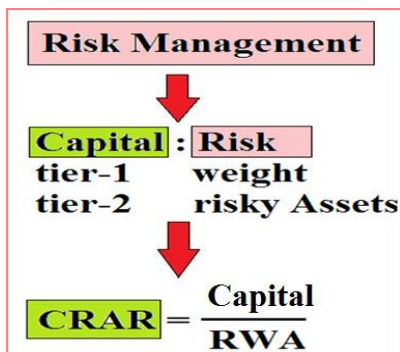 Risk Management
Capital : Risk
tier-1 weight
tier-2 risky Assets
CRAR = Capital
RWA